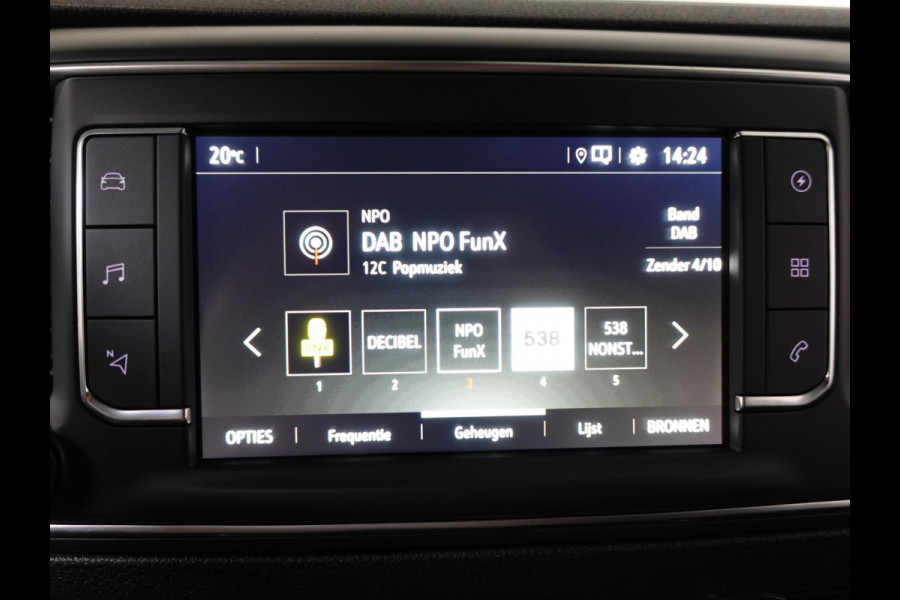 20°C
14:24
NPO
DAB NPO FunX
12C Popmuziek
Band
DAB
Zender 4/10
BNR
DECIBEL
NPO
FunX
538
538
NONST...
1
2
3
4
5
OPTIES
Frequentie
Geheugen
Lijst
BRONNEN
N